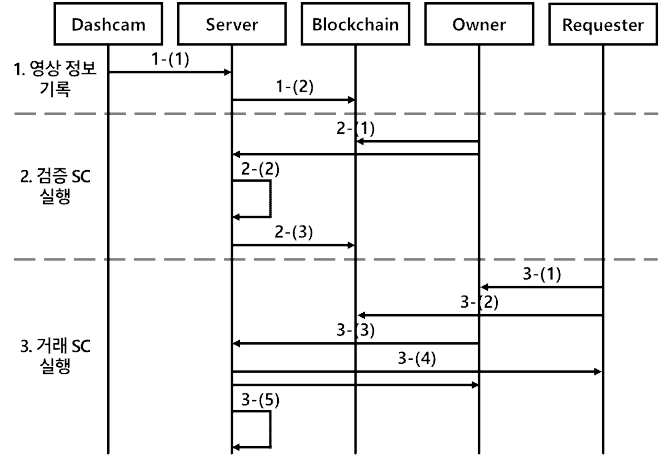 Dashcam
Server
Blockchain
Owner
Requester
1. 영상 정보
기록
1-(1)
1-(2)
2. 검증 SC
실행
2-(1)
2-(2)
2-(3)
3. 거래 SC
실행
3-(1)
3-(2)
3-(3)
3-(4)
3-(5)